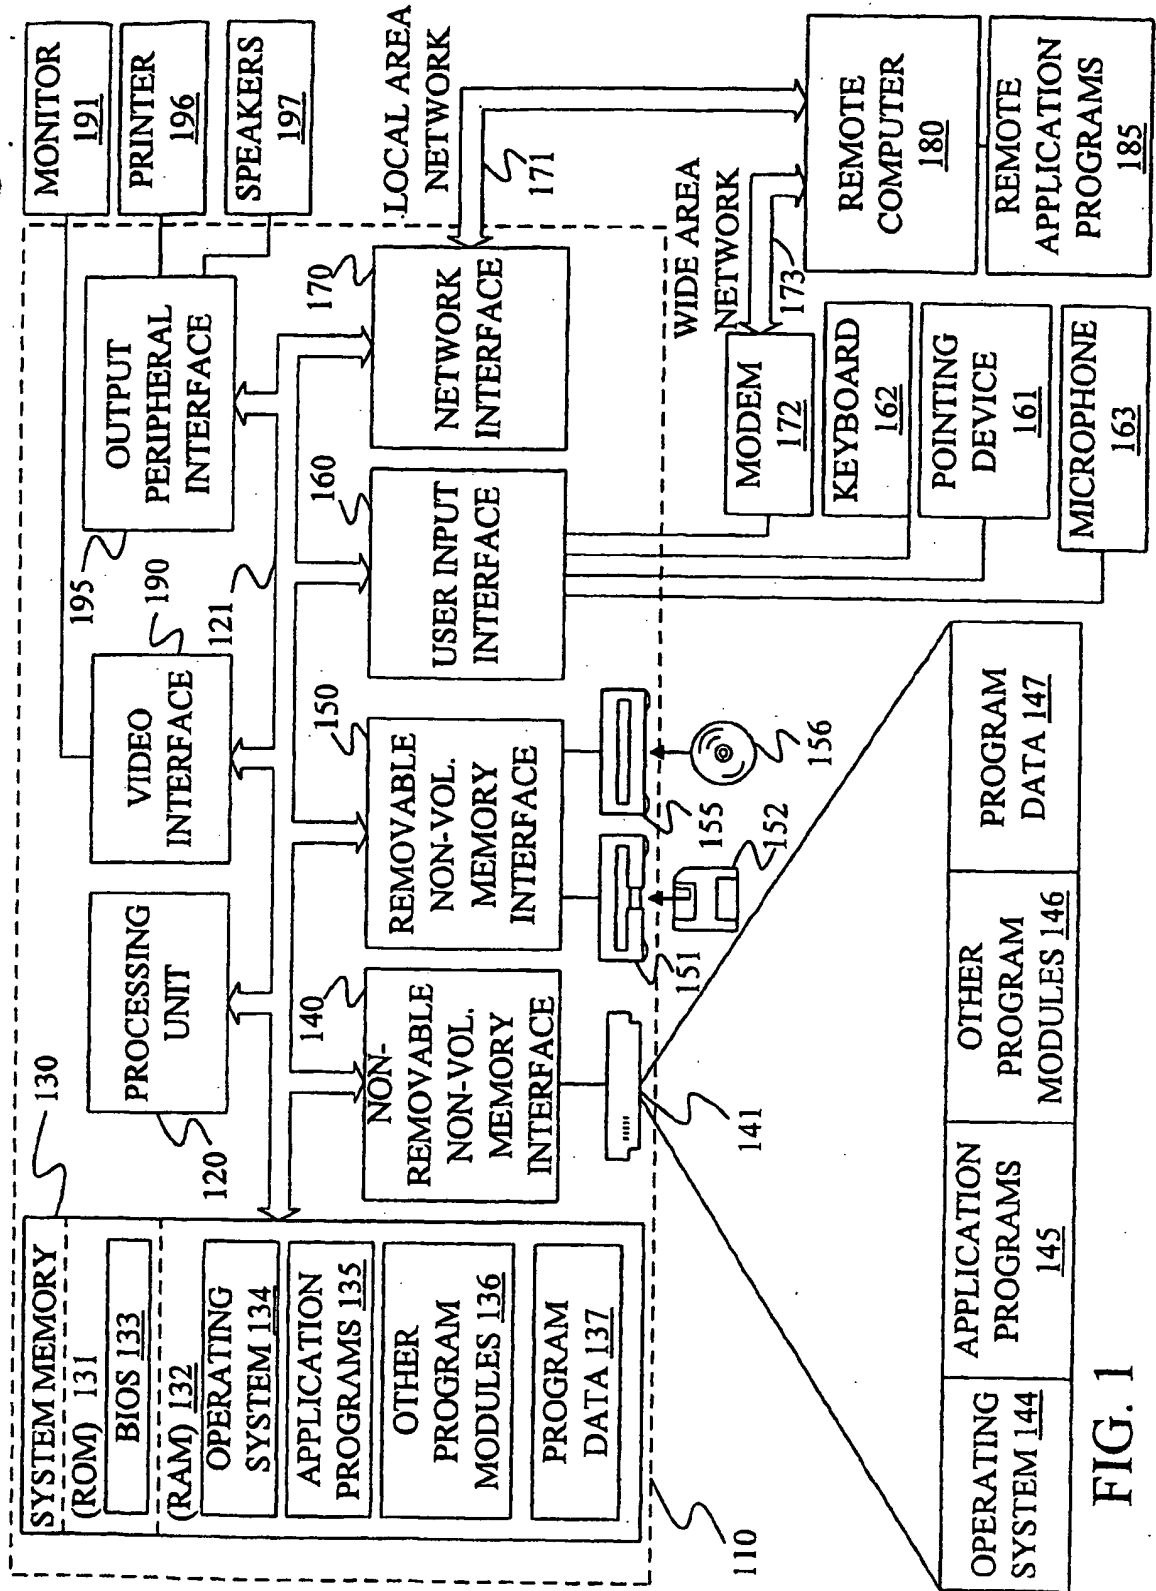 SYSTEM MEMORY
130
(ROM) 131
BIOS 133
(RAM) 132
OPERATING
SYSTEM 134
APPLICATION
PROGRAMS 135
OTHER
PROGRAM
MODULES 136
PROGRAM
DATA 137
110
PROCESSING
UNIT
120
VIDEO
INTERFACE
190
121
OUTPUT
PERIPHERAL
INTERFACE
195
MONITOR
191
PRINTER
196
SPEAKERS
197
140
NON-
REMOVABLE
NON-VOL.
MEMORY
INTERFACE
150
REMOVABLE
NON-VOL.
MEMORY
INTERFACE
160
USER INPUT
INTERFACE
170
NETWORK
INTERFACE
LOCAL AREA
NETWORK
171
141
151
152
155
156
WIDE AREA
NETWORK
173
MODEM
172
KEYBOARD
162
POINTING
DEVICE
161
MICROPHONE
163
REMOTE
COMPUTER
180
REMOTE
APPLICATION
PROGRAMS
185
OPERATING
SYSTEM 144
APPLICATION
PROGRAMS
145
OTHER
PROGRAM
MODULES 146
PROGRAM
DATA 147
FIG. 1